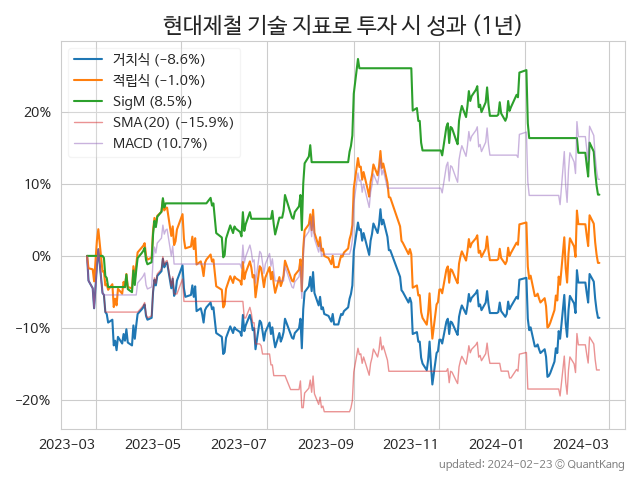 현대제철 기술 지표로 투자 시 성과 (1년)
거치식 (−8.6%)
적립식 (−1.0%)
SigM (8.5%)
SMA(20) (−15.9%)
MACD (10.7%)
20%
10%
0%
−10%
−20%
2023−03 2023−05 2023−07 2023−09 2023−11 2024−01 2024−03
updated: 2024−02−23 ⓒ QuantKang